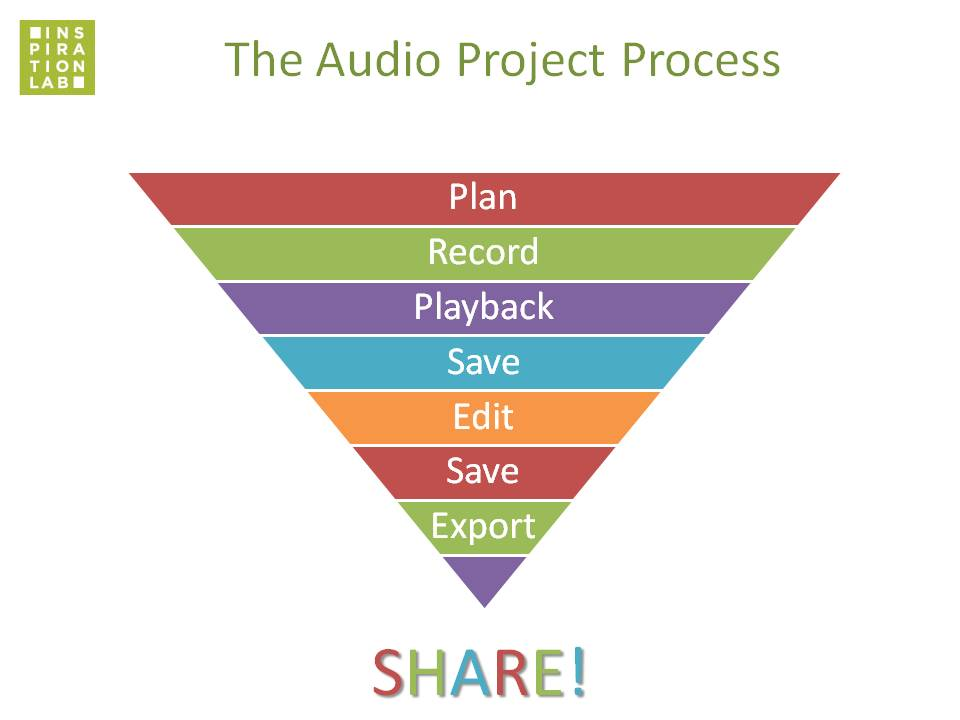 INS
PIRA
TION
LAB
The Audio Project Process
Plan
Record
Playback
Save
Edit
Save
Export
SHARE!